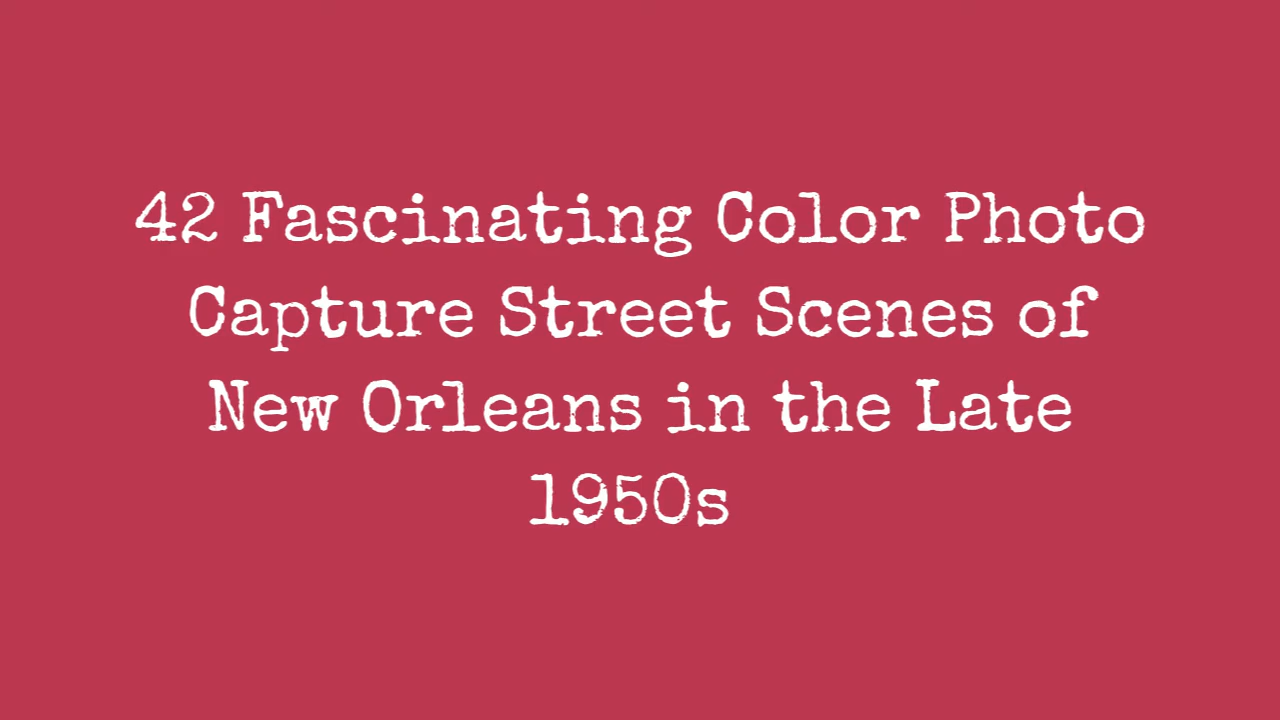 42 Fascinating Color Photo
Capture Street Scenes of
New Orleans in the Late
1950s